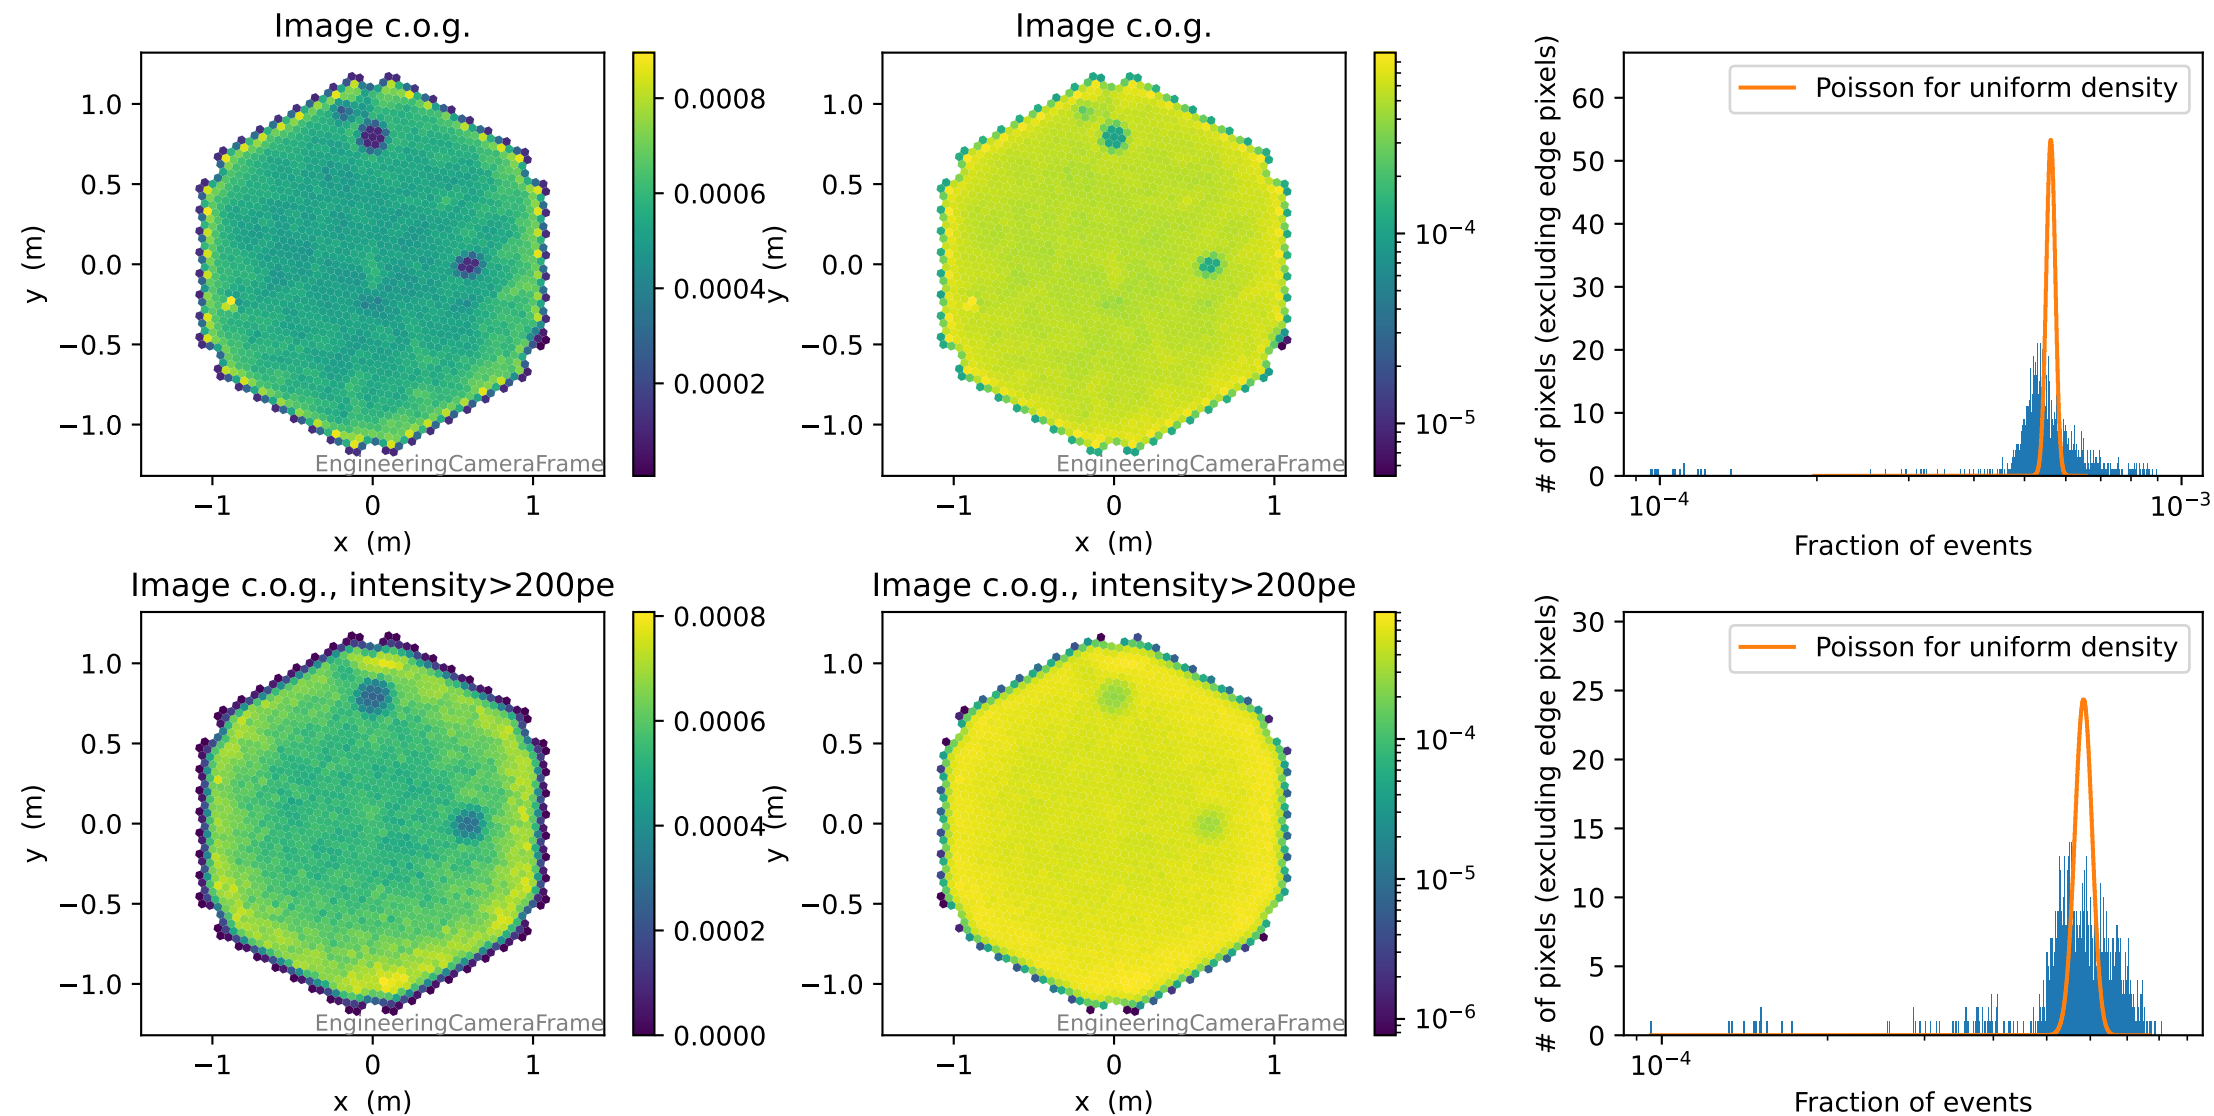 Image c.o.g.
1.0
0.5
0.0
−0.5
−1.0
y (m)
−1
0
1
x (m)
EngineeringCameraFrame
0.0008
0.0006
0.0004
0.0002
Image c.o.g.
1.0
0.5
0.0
−0.5
−1.0
y (m)
−1
0
1
x (m)
EngineeringCameraFrame
10⁻⁴
10⁻⁵
# of pixels (excluding edge pixels)
60
50
40
30
20
10
0
Poisson for uniform density
10⁻⁴
10⁻³
Fraction of events
Image c.o.g., intensity>200pe
1.0
0.5
0.0
−0.5
−1.0
y (m)
−1
0
1
x (m)
EngineeringCameraFrame
0.0008
0.0006
0.0004
0.0002
0.0000
Image c.o.g., intensity>200pe
1.0
0.5
0.0
−0.5
−1.0
y (m)
−1
0
1
x (m)
EngineeringCameraFrame
10⁻⁴
10⁻⁵
10⁻⁶
# of pixels (excluding edge pixels)
30
25
20
15
10
5
0
Poisson for uniform density
10⁻⁴
Fraction of events